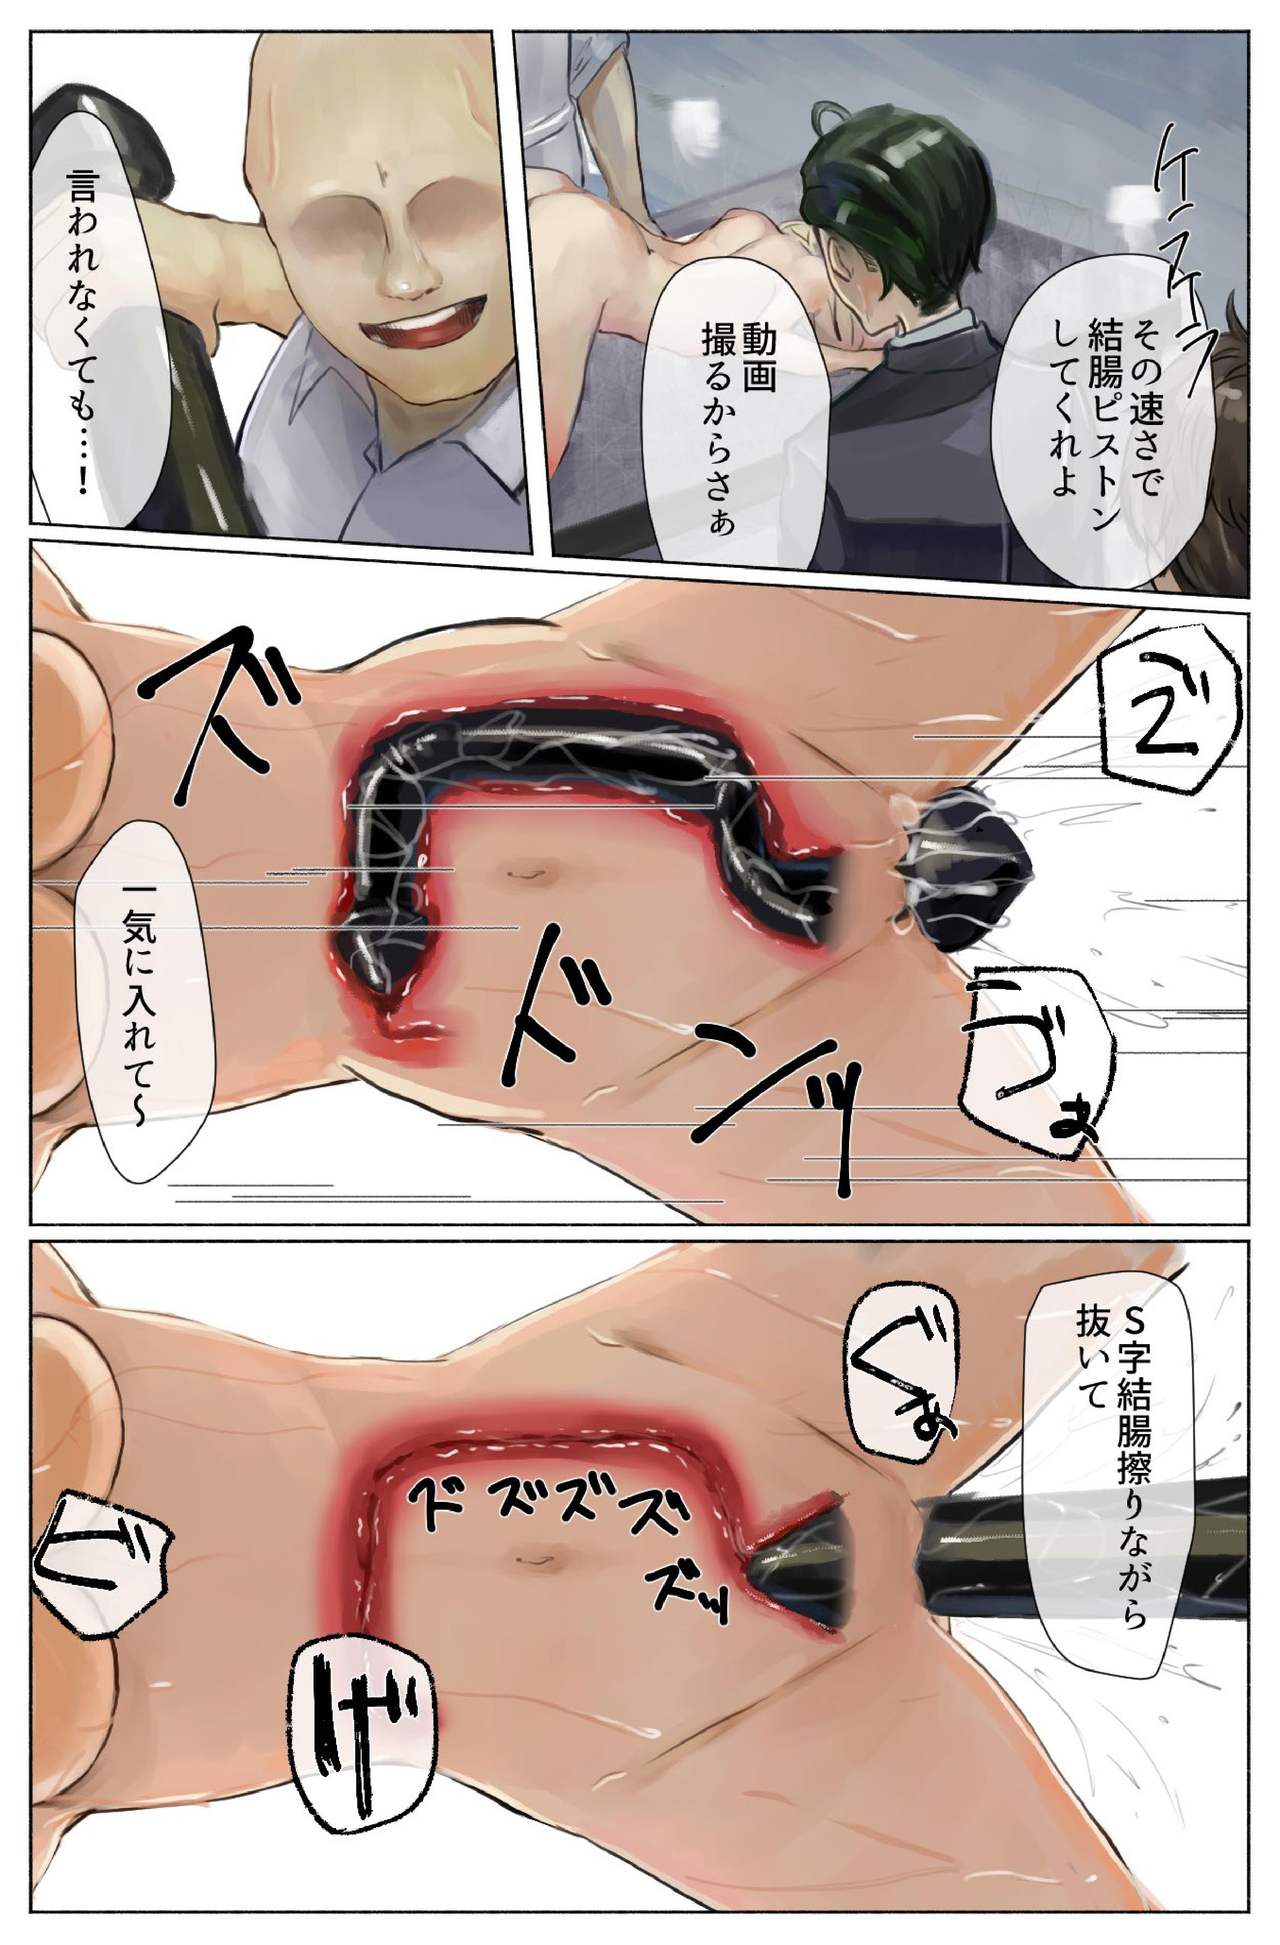 ケラケラ
その速さで
結腸ピストン
してくれよ
動画
撮るからさぁ
言われなくても……!
ズ
ドンッ
お゛
ごぉ
一気に入れて～
S字結腸擦りながら
抜いて
ぐぉ
ズズズズズッ
げ
ご